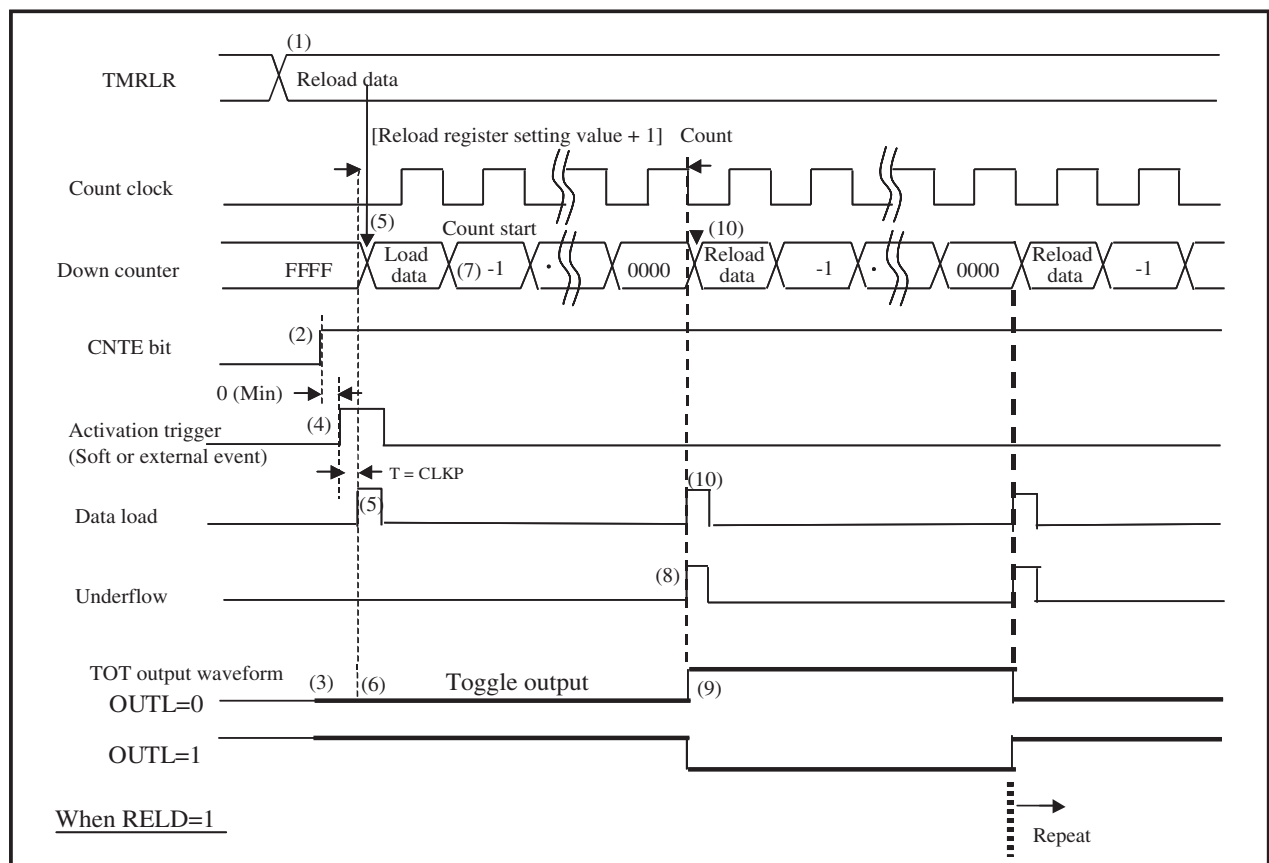 (1)
TMRLR
Reload data
[Reload register setting value + 1] Count
Count clock
(5)
Count start
(10)
Down counter
FFFF
Load data
(7) -1
.
0000
Reload data
-1
.
0000
Reload data
-1
(2)
CNTE bit
0 (Min)
(4)
Activation trigger
(Soft or external event)
T = CLKP
(5)
(10)
Data load
(8)
Underflow
TOT output waveform
(3) (6) Toggle output (9)
OUTL=0
OUTL=1
When RELD=1
Repeat